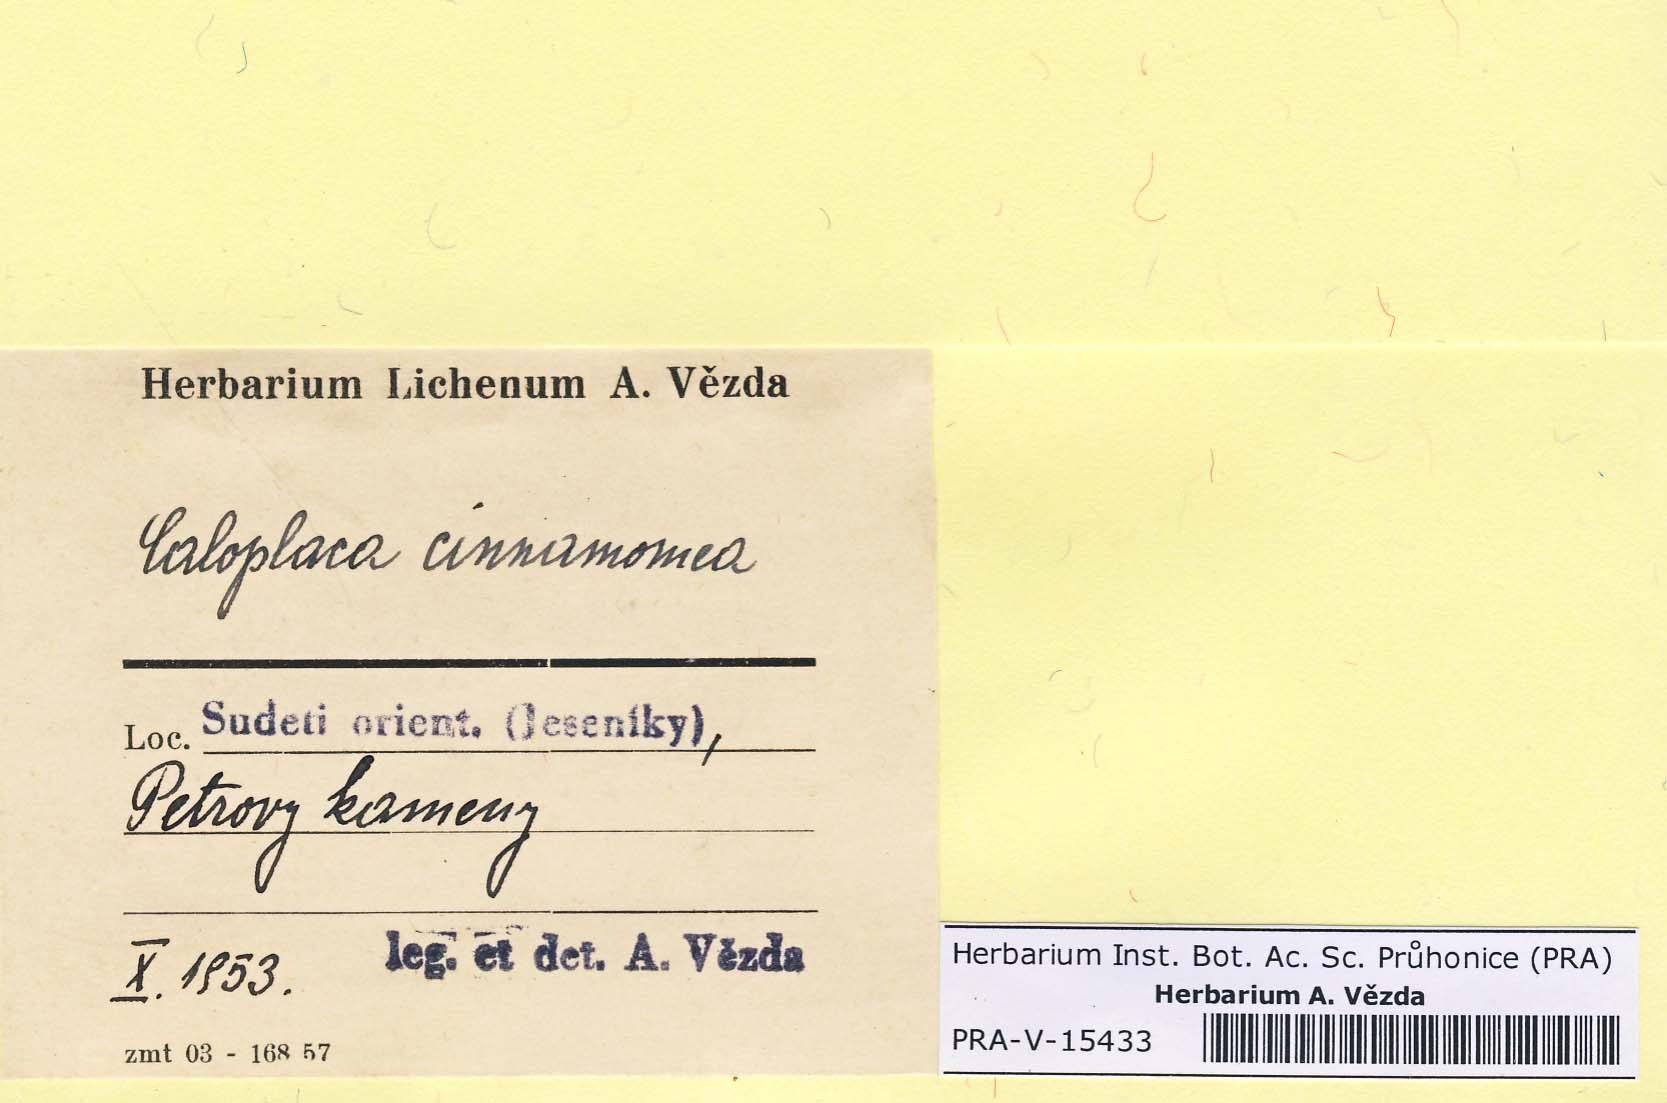 Herbarium Lichenum A. Vězda
Caloplaca cinnamomea
Loc. Sudeti orient. (Jeseníky),
Petrovy kameny
X. 1953.
leg. et det. A. Vězda
zmt 03 - 168 57
Herbarium Inst. Bot. Ac. Sc. Průhonice (PRA)
Herbarium A. Vězda
PRA-V-15433